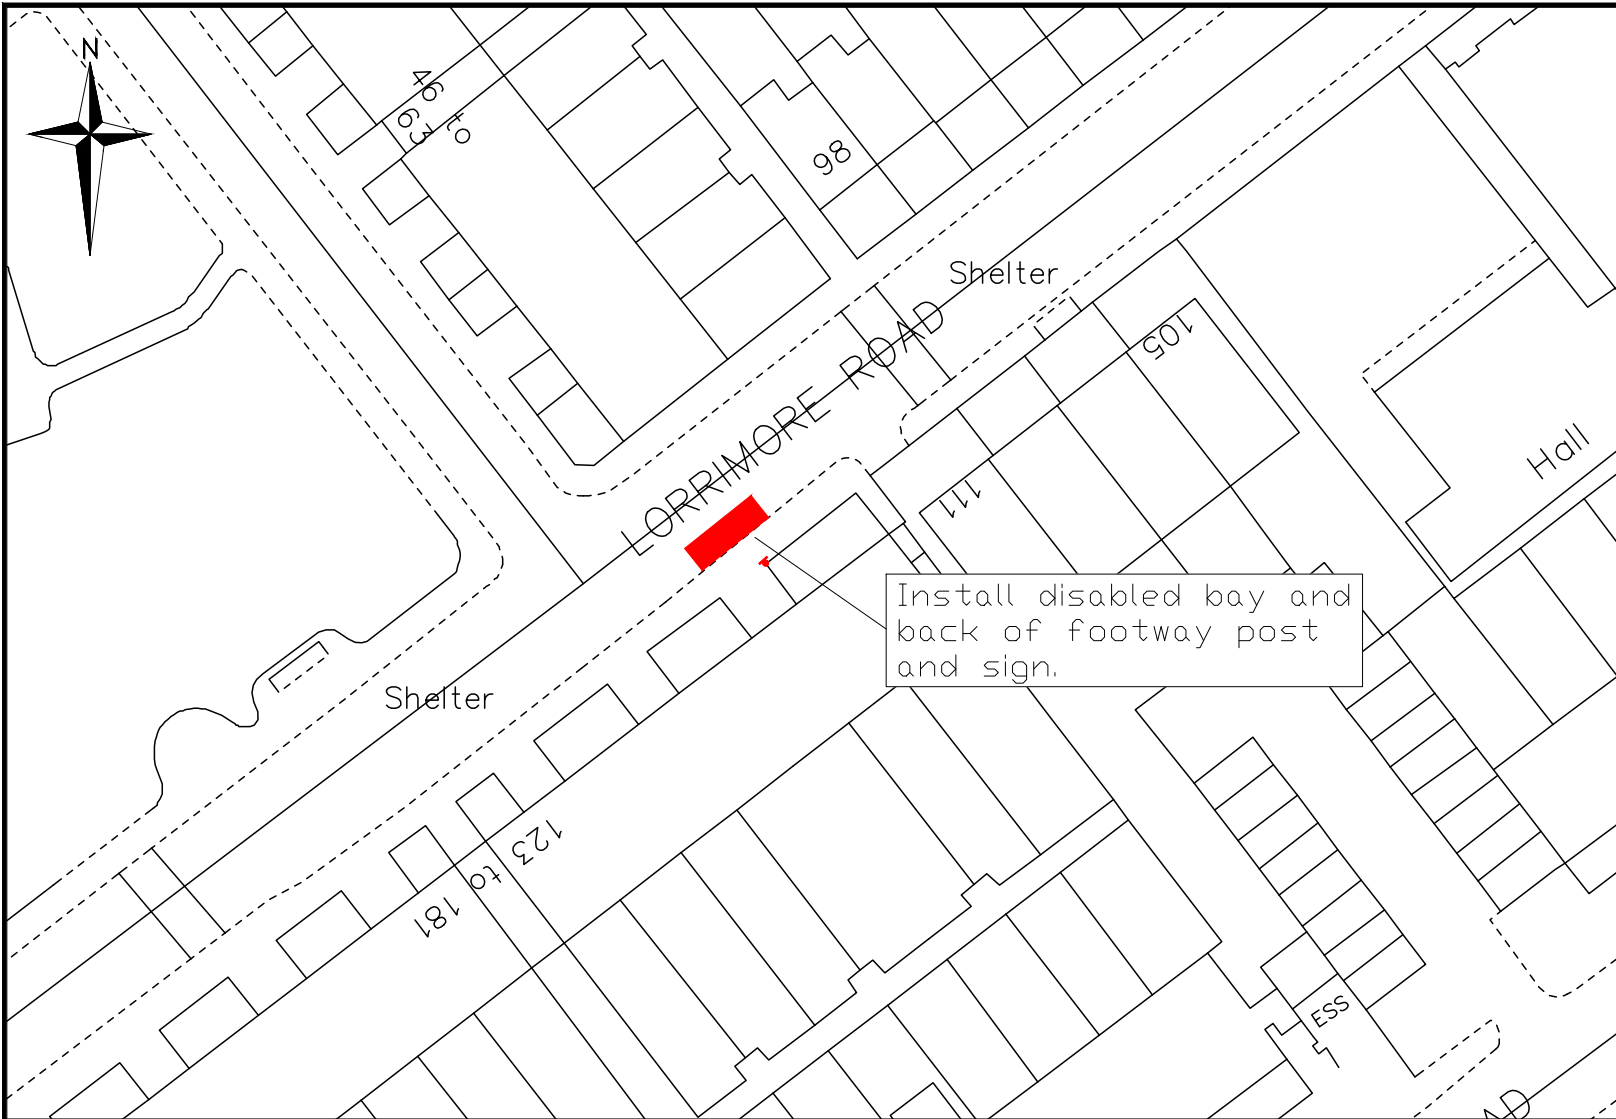 N
46 to
63
98
Shelter
LORRIMORE ROAD
105
Hall
111
Install disabled bay and
back of footway post
and sign.
Shelter
123
to
181
ESS